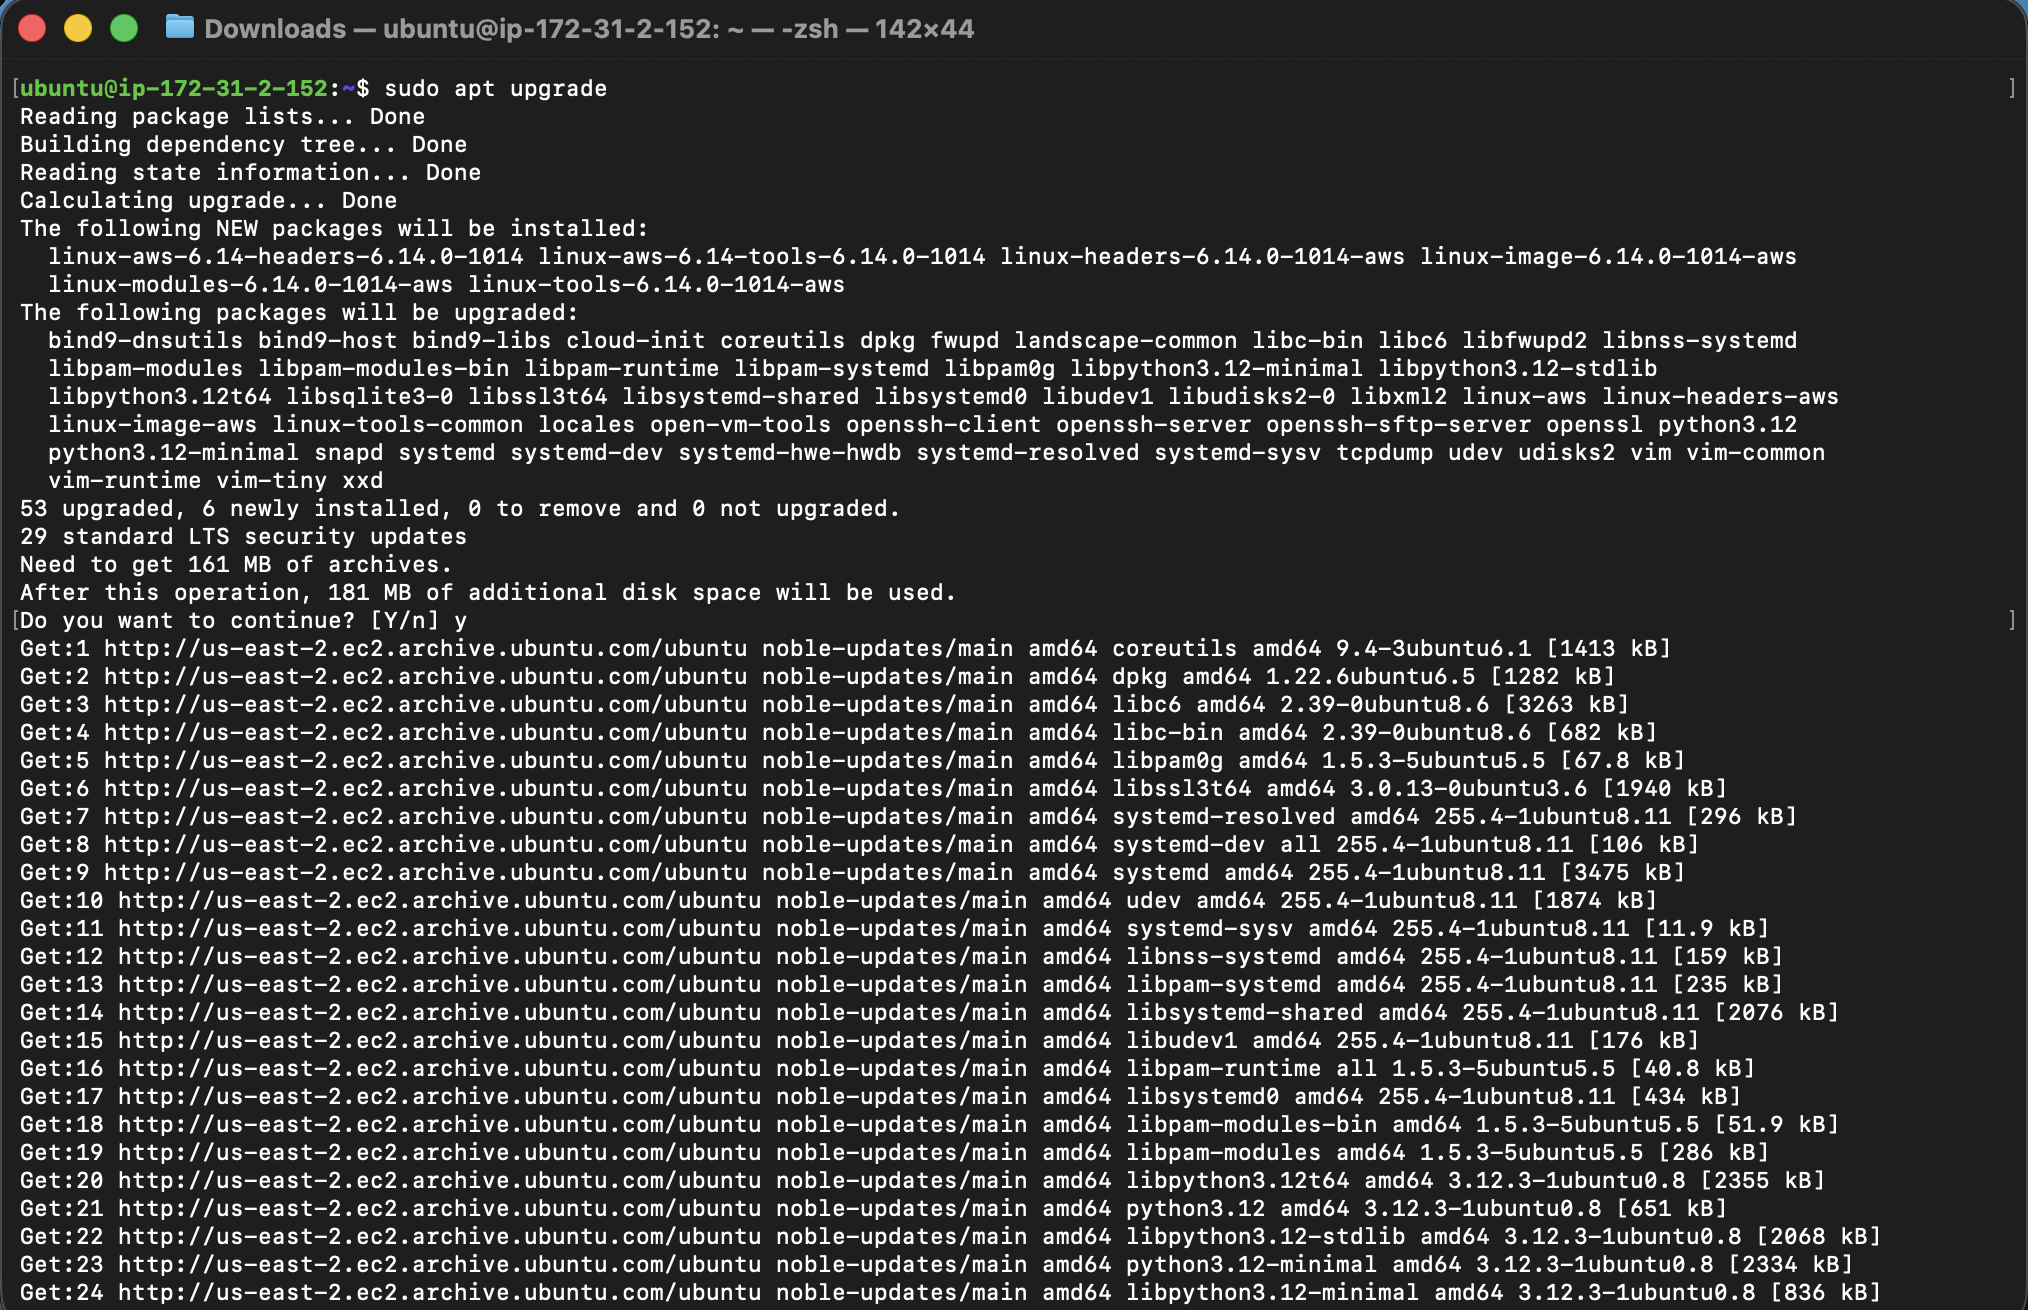 Downloads — ubuntu@ip-172-31-2-152: ~ — -zsh — 142×44
[ubuntu@ip-172-31-2-152:~$ sudo apt upgrade ]
Reading package lists... Done
Building dependency tree... Done
Reading state information... Done
Calculating upgrade... Done
The following NEW packages will be installed:
  linux-aws-6.14-headers-6.14.0-1014 linux-aws-6.14-tools-6.14.0-1014 linux-headers-6.14.0-1014-aws linux-image-6.14.0-1014-aws
  linux-modules-6.14.0-1014-aws linux-tools-6.14.0-1014-aws
The following packages will be upgraded:
  bind9-dnsutils bind9-host bind9-libs cloud-init coreutils dpkg fwupd landscape-common libc-bin libc6 libfwupd2 libnss-systemd
  libpam-modules libpam-modules-bin libpam-runtime libpam-systemd libpam0g libpython3.12-minimal libpython3.12-stdlib
  libpython3.12t64 libsqlite3-0 libssl3t64 libsystemd-shared libsystemd0 libudev1 libudisks2-0 libxml2 linux-aws linux-headers-aws
  linux-image-aws linux-tools-common locales open-vm-tools openssh-client openssh-server openssh-sftp-server openssl python3.12
  python3.12-minimal snapd systemd systemd-dev systemd-hwe-hwdb systemd-resolved systemd-sysv tcpdump udev udisks2 vim vim-common
  vim-runtime vim-tiny xxd
53 upgraded, 6 newly installed, 0 to remove and 0 not upgraded.
29 standard LTS security updates
Need to get 161 MB of archives.
After this operation, 181 MB of additional disk space will be used.
[Do you want to continue? [Y/n] y ]
Get:1 http://us-east-2.ec2.archive.ubuntu.com/ubuntu noble-updates/main amd64 coreutils amd64 9.4-3ubuntu6.1 [1413 kB]
Get:2 http://us-east-2.ec2.archive.ubuntu.com/ubuntu noble-updates/main amd64 dpkg amd64 1.22.6ubuntu6.5 [1282 kB]
Get:3 http://us-east-2.ec2.archive.ubuntu.com/ubuntu noble-updates/main amd64 libc6 amd64 2.39-0ubuntu8.6 [3263 kB]
Get:4 http://us-east-2.ec2.archive.ubuntu.com/ubuntu noble-updates/main amd64 libc-bin amd64 2.39-0ubuntu8.6 [682 kB]
Get:5 http://us-east-2.ec2.archive.ubuntu.com/ubuntu noble-updates/main amd64 libpam0g amd64 1.5.3-5ubuntu5.5 [67.8 kB]
Get:6 http://us-east-2.ec2.archive.ubuntu.com/ubuntu noble-updates/main amd64 libssl3t64 amd64 3.0.13-0ubuntu3.6 [1940 kB]
Get:7 http://us-east-2.ec2.archive.ubuntu.com/ubuntu noble-updates/main amd64 systemd-resolved amd64 255.4-1ubuntu8.11 [296 kB]
Get:8 http://us-east-2.ec2.archive.ubuntu.com/ubuntu noble-updates/main amd64 systemd-dev all 255.4-1ubuntu8.11 [106 kB]
Get:9 http://us-east-2.ec2.archive.ubuntu.com/ubuntu noble-updates/main amd64 systemd amd64 255.4-1ubuntu8.11 [3475 kB]
Get:10 http://us-east-2.ec2.archive.ubuntu.com/ubuntu noble-updates/main amd64 udev amd64 255.4-1ubuntu8.11 [1874 kB]
Get:11 http://us-east-2.ec2.archive.ubuntu.com/ubuntu noble-updates/main amd64 systemd-sysv amd64 255.4-1ubuntu8.11 [11.9 kB]
Get:12 http://us-east-2.ec2.archive.ubuntu.com/ubuntu noble-updates/main amd64 libnss-systemd amd64 255.4-1ubuntu8.11 [159 kB]
Get:13 http://us-east-2.ec2.archive.ubuntu.com/ubuntu noble-updates/main amd64 libpam-systemd amd64 255.4-1ubuntu8.11 [235 kB]
Get:14 http://us-east-2.ec2.archive.ubuntu.com/ubuntu noble-updates/main amd64 libsystemd-shared amd64 255.4-1ubuntu8.11 [2076 kB]
Get:15 http://us-east-2.ec2.archive.ubuntu.com/ubuntu noble-updates/main amd64 libudev1 amd64 255.4-1ubuntu8.11 [176 kB]
Get:16 http://us-east-2.ec2.archive.ubuntu.com/ubuntu noble-updates/main amd64 libpam-runtime all 1.5.3-5ubuntu5.5 [40.8 kB]
Get:17 http://us-east-2.ec2.archive.ubuntu.com/ubuntu noble-updates/main amd64 libsystemd0 amd64 255.4-1ubuntu8.11 [434 kB]
Get:18 http://us-east-2.ec2.archive.ubuntu.com/ubuntu noble-updates/main amd64 libpam-modules-bin amd64 1.5.3-5ubuntu5.5 [51.9 kB]
Get:19 http://us-east-2.ec2.archive.ubuntu.com/ubuntu noble-updates/main amd64 libpam-modules amd64 1.5.3-5ubuntu5.5 [286 kB]
Get:20 http://us-east-2.ec2.archive.ubuntu.com/ubuntu noble-updates/main amd64 libpython3.12t64 amd64 3.12.3-1ubuntu0.8 [2355 kB]
Get:21 http://us-east-2.ec2.archive.ubuntu.com/ubuntu noble-updates/main amd64 python3.12 amd64 3.12.3-1ubuntu0.8 [651 kB]
Get:22 http://us-east-2.ec2.archive.ubuntu.com/ubuntu noble-updates/main amd64 libpython3.12-stdlib amd64 3.12.3-1ubuntu0.8 [2068 kB]
Get:23 http://us-east-2.ec2.archive.ubuntu.com/ubuntu noble-updates/main amd64 python3.12-minimal amd64 3.12.3-1ubuntu0.8 [2334 kB]
Get:24 http://us-east-2.ec2.archive.ubuntu.com/ubuntu noble-updates/main amd64 libpython3.12-minimal amd64 3.12.3-1ubuntu0.8 [836 kB]